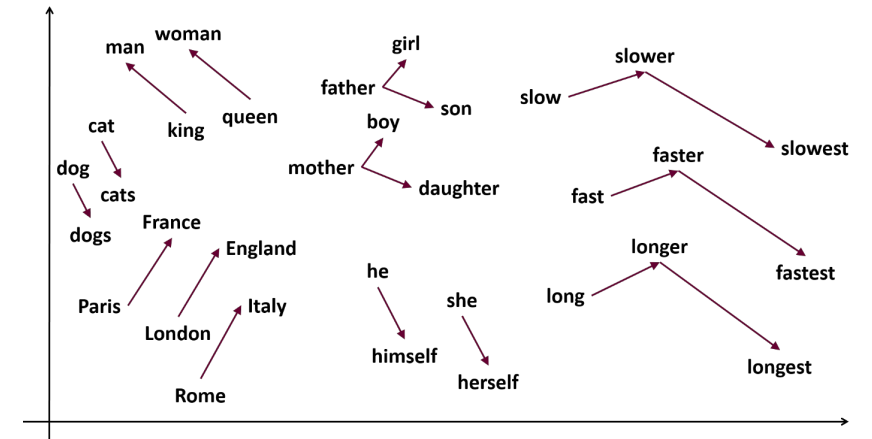 man
woman
king
queen
cat
cats
dog
dogs
France
England
Italy
Paris
London
Rome
father
girl
son
mother
boy
daughter
he
himself
she
herself
slow
slower
slowest
fast
faster
fastest
long
longer
longest